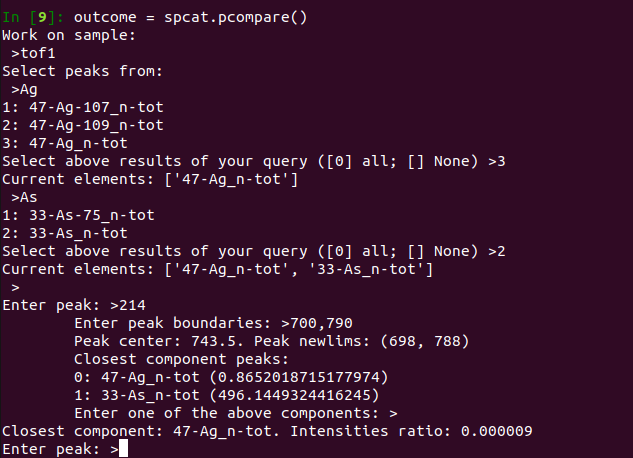 In [9]: outcome = spcat.pcompare()
Work on sample:
 >tof1
Select peaks from:
 >Ag
1: 47-Ag-107_n-tot
2: 47-Ag-109_n-tot
3: 47-Ag_n-tot
Select above results of your query ([0] all; [] None) >3
Current elements: ['47-Ag_n-tot']
 >As
1: 33-As-75_n-tot
2: 33-As_n-tot
Select above results of your query ([0] all; [] None) >2
Current elements: ['47-Ag_n-tot', '33-As_n-tot']
 >
Enter peak: >214
        Enter peak boundaries: >700,790
        Peak center: 743.5. Peak newlims: (698, 788)
        Closest component peaks:
        0: 47-Ag_n-tot (0.8652018715177974)
        1: 33-As_n-tot (496.1449324416245)
        Enter one of the above components: >
Closest component: 47-Ag_n-tot. Intensities ratio: 0.000009
Enter peak: >